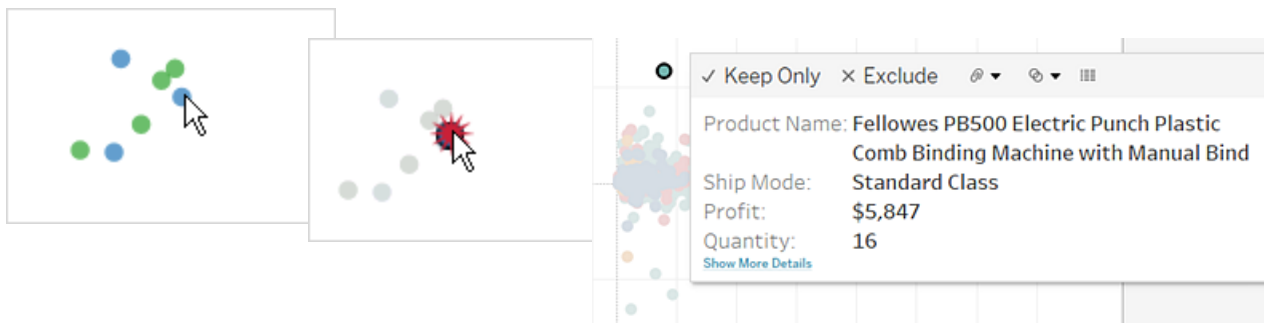 ✓ Keep Only × Exclude
Product Name: Fellowes PB500 Electric Punch Plastic
Comb Binding Machine with Manual Bind
Ship Mode: Standard Class
Profit: $5,847
Quantity: 16
Show More Details